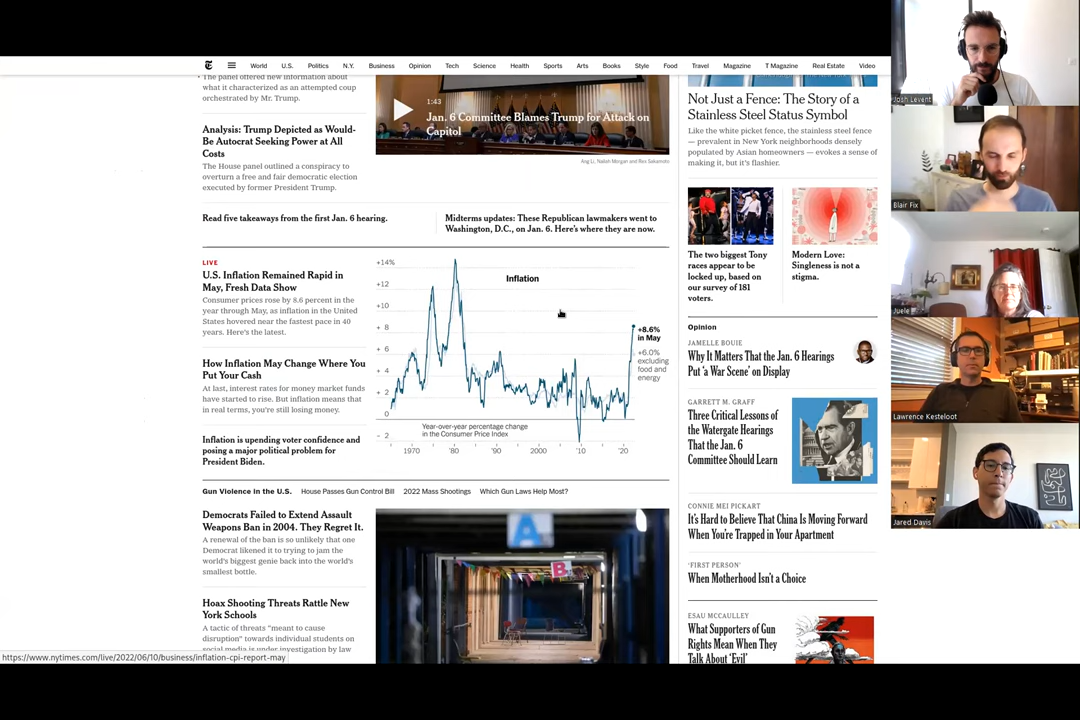 World U.S. Politics N.Y. Business Opinion Tech Science Health Sports Arts Books Style Food Travel Magazine T Magazine Real Estate Video
The panel offered new information about
what it characterized as an attempted coup
orchestrated by Mr. Trump.
Analysis: Trump Depicted as Would-
Be Autocrat Seeking Power at All
Costs
The House panel outlined a conspiracy to
overturn a free and fair democratic election
executed by former President Trump.
1:43
Jan. 6 Committee Blames Trump for Attack on
Capitol
Ang Li, Nailah Morgan and Res Sakamoto
Read five takeaways from the first Jan. 6 hearing.
Midterms updates: These Republican lawmakers went to
Washington, D.C., on Jan. 6. Here's where they are now.
LIVE
U.S. Inflation Remained Rapid in
May, Fresh Data Show
Consumer prices rose by 8.6 percent in the
year through May, as inflation in the United
States hovered near the fastest pace in 40
years. Here's the latest.
How Inflation May Change Where You
Put Your Cash
At last, interest rates for money market funds
have started to rise. But inflation means that
in real terms, you're still losing money.
Inflation is upending voter confidence and
posing a major political problem for
President Biden.
Inflation
+14%
+12
+10
+ 8
+ 6
+ 4
+ 2
0
– 2
+8.6%
in May
+6.0%
excluding
food and
energy
Year-over-year percentage change
in the Consumer Price Index
1970 '80 '90 2000 '10 '20
Gun Violence in the U.S. House Passes Gun Control Bill 2022 Mass Shootings Which Gun Laws Help Most?
Democrats Failed to Extend Assault
Weapons Ban in 2004. They Regret It.
A renewal of the ban is so unlikely that one
Democrat likened it to trying to jam the
world's biggest genie back into the world's
smallest bottle.
Hoax Shooting Threats Rattle New
York Schools
A tactic of threats "meant to cause
disruption" towards individual students on
social media is under investigation by law
A
B
Not Just a Fence: The Story of a
Stainless Steel Status Symbol
Like the white picket fence, the stainless steel fence
— prevalent in New York neighborhoods densely
populated by Asian homeowners — evokes a sense of
making it, but it's flashier.
The two biggest Tony
races appear to be
locked up, based on
our survey of 181
voters.
Modern Love:
Singleness is not a
stigma.
Opinion
JAMELLE BOUIE
Why It Matters That the Jan. 6 Hearings
Put 'a War Scene' on Display
GARRETT M. GRAFF
Three Critical Lessons of
the Watergate Hearings
That the Jan. 6
Committee Should Learn
CONNIE MEI PICKART
It's Hard to Believe That China Is Moving Forward
When You're Trapped in Your Apartment
'FIRST PERSON'
When Motherhood Isn't a Choice
ESAU MCCAULLEY
What Supporters of Gun
Rights Mean When They
Talk About 'Evil'
https://www.nytimes.com/live/2022/06/10/business/inflation-cpi-report-may
Josh Levent
Blair Fix
Juele
Lawrence Kesteloot
Jared Davis